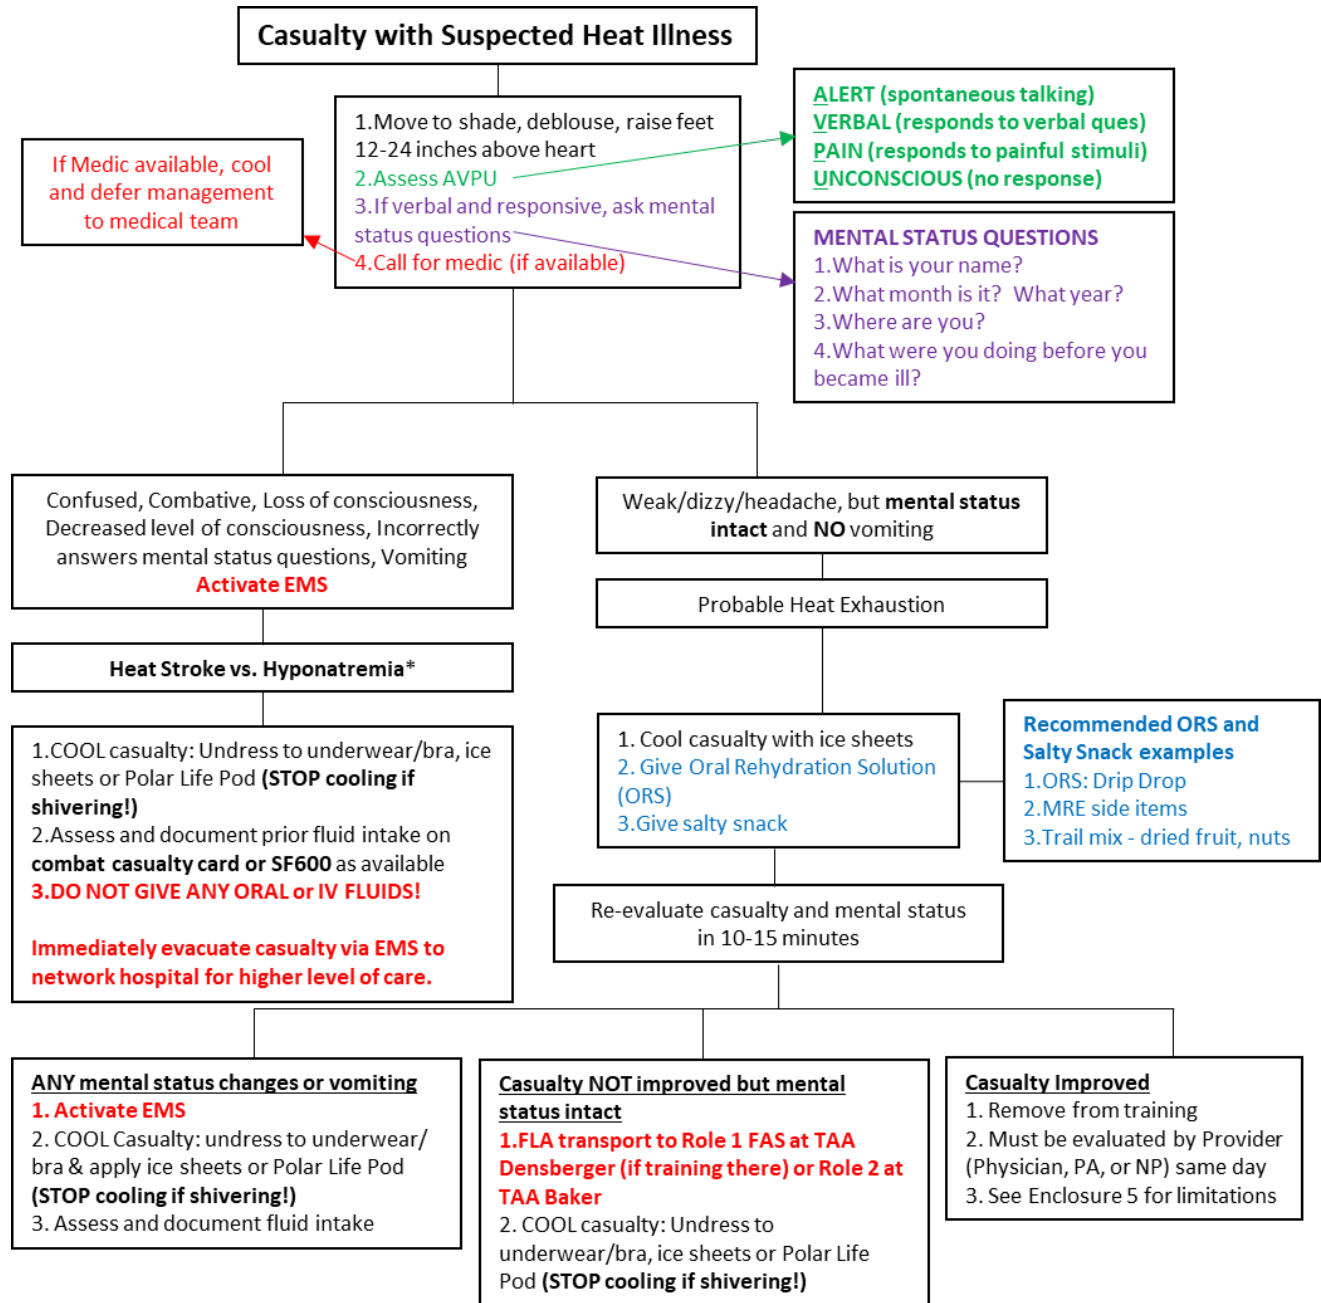 Casualty with Suspected Heat Illness
1.Move to shade, deblouse, raise feet
12-24 inches above heart
2.Assess AVPU
3.If verbal and responsive, ask mental
status questions
4.Call for medic (if available)
ALERT (spontaneous talking)
VERBAL (responds to verbal ques)
PAIN (responds to painful stimuli)
UNCONSCIOUS (no response)
If Medic available, cool
and defer management
to medical team
MENTAL STATUS QUESTIONS
1.What is your name?
2.What month is it?  What year?
3.Where are you?
4.What were you doing before you
became ill?
Confused, Combative, Loss of consciousness,
Decreased level of consciousness, Incorrectly
answers mental status questions, Vomiting
Activate EMS
Weak/dizzy/headache, but mental status
intact and NO vomiting
Probable Heat Exhaustion
Heat Stroke vs. Hyponatremia*
1.COOL casualty: Undress to underwear/bra, ice
sheets or Polar Life Pod (STOP cooling if
shivering!)
2.Assess and document prior fluid intake on
combat casualty card or SF600 as available
3.DO NOT GIVE ANY ORAL or IV FLUIDS!
Immediately evacuate casualty via EMS to
network hospital for higher level of care.
1. Cool casualty with ice sheets
2. Give Oral Rehydration Solution
(ORS)
3.Give salty snack
Recommended ORS and
Salty Snack examples
1.ORS: Drip Drop
2.MRE side items
3.Trail mix - dried fruit, nuts
Re-evaluate casualty and mental status
in 10-15 minutes
ANY mental status changes or vomiting
1. Activate EMS
2. COOL Casualty: undress to underwear/
bra & apply ice sheets or Polar Life Pod
(STOP cooling if shivering!)
3. Assess and document fluid intake
Casualty NOT improved but mental
status intact
1.FLA transport to Role 1 FAS at TAA
Densberger (if training there) or Role 2 at
TAA Baker
2. COOL casualty: Undress to
underwear/bra, ice sheets or Polar Life
Pod (STOP cooling if shivering!)
Casualty Improved
1. Remove from training
2. Must be evaluated by Provider
(Physician, PA, or NP) same day
3. See Enclosure 5 for limitations